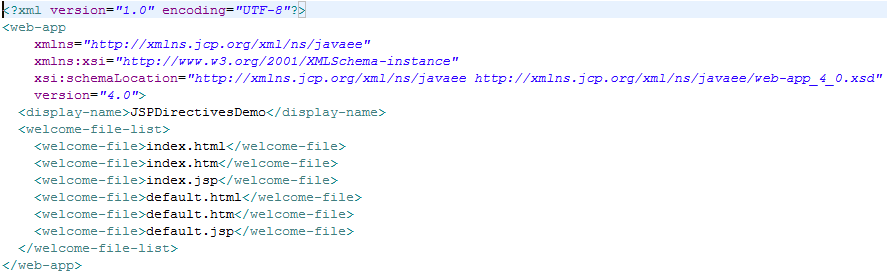 <?xml version="1.0" encoding="UTF-8"?>
<web-app
    xmlns="http://xmlns.jcp.org/xml/ns/javaee"
    xmlns:xsi="http://www.w3.org/2001/XMLSchema-instance"
    xsi:schemaLocation="http://xmlns.jcp.org/xml/ns/javaee http://xmlns.jcp.org/xml/ns/javaee/web-app_4_0.xsd"
    version="4.0">
  <display-name>JSPDirectivesDemo</display-name>
  <welcome-file-list>
    <welcome-file>index.html</welcome-file>
    <welcome-file>index.htm</welcome-file>
    <welcome-file>index.jsp</welcome-file>
    <welcome-file>default.html</welcome-file>
    <welcome-file>default.htm</welcome-file>
    <welcome-file>default.jsp</welcome-file>
  </welcome-file-list>
</web-app>